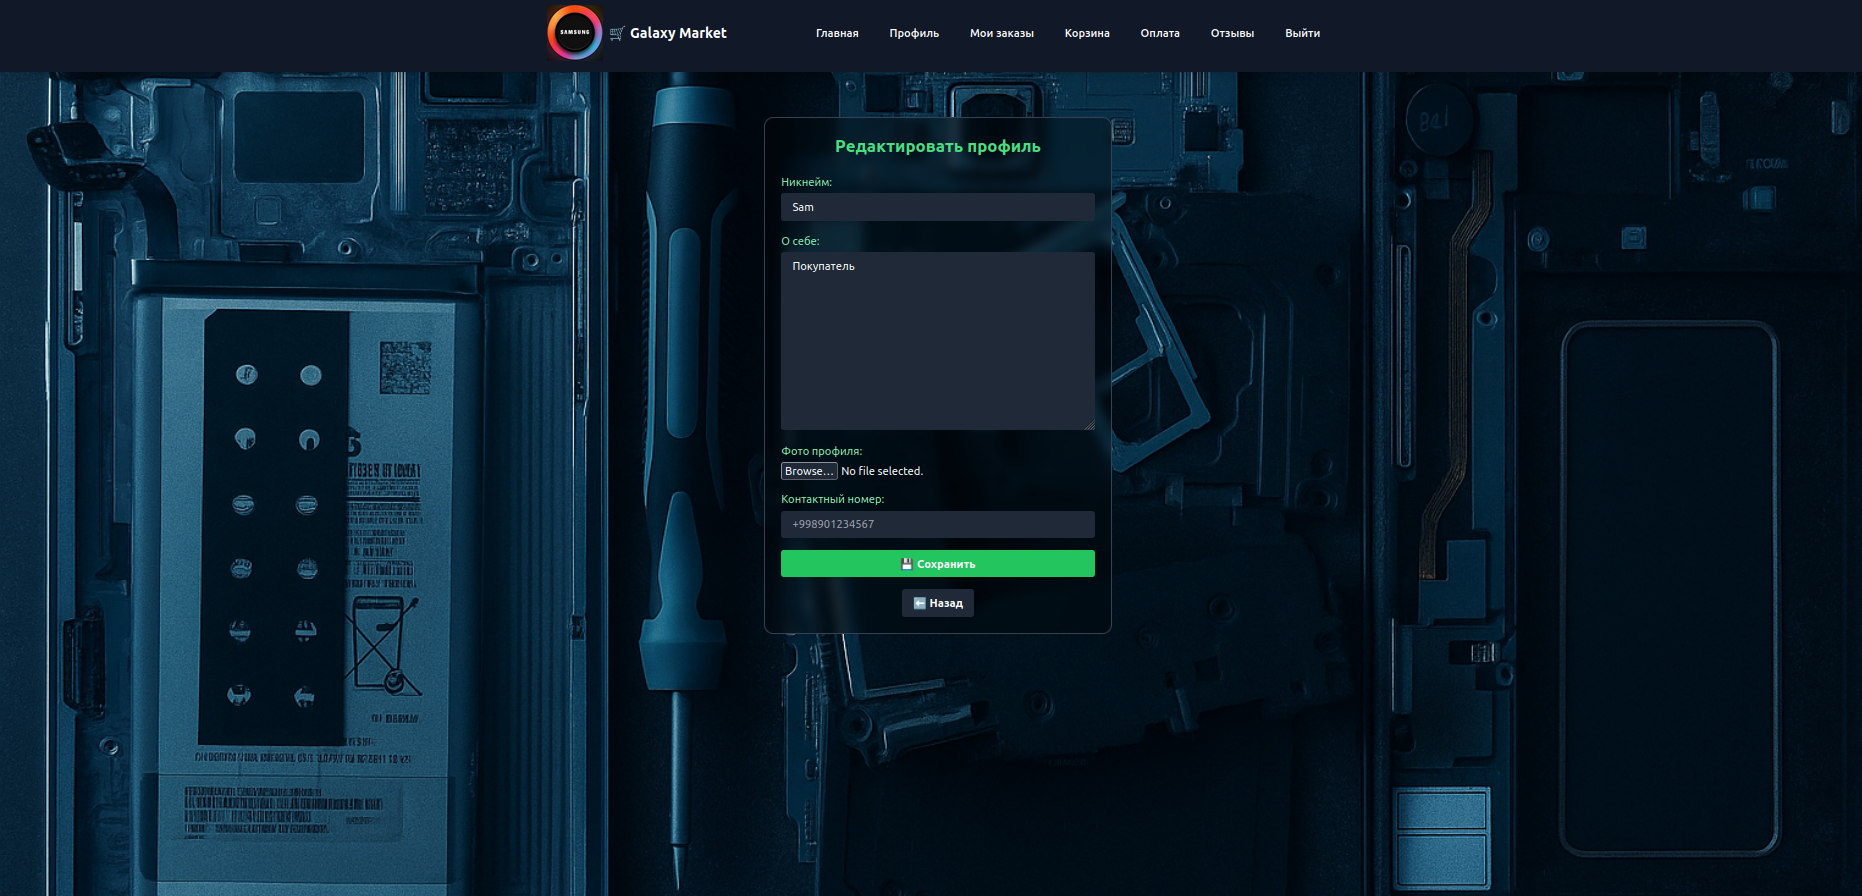 SAMSUNG
🛒 Galaxy Market
Главная Профиль Мои заказы Корзина Оплата Отзывы Выйти
Редактировать профиль
Никнейм:
Sam
О себе:
Покупатель
Фото профиля:
Browse... No file selected.
Контактный номер:
+998901234567
💾 Сохранить
⬅️ Назад